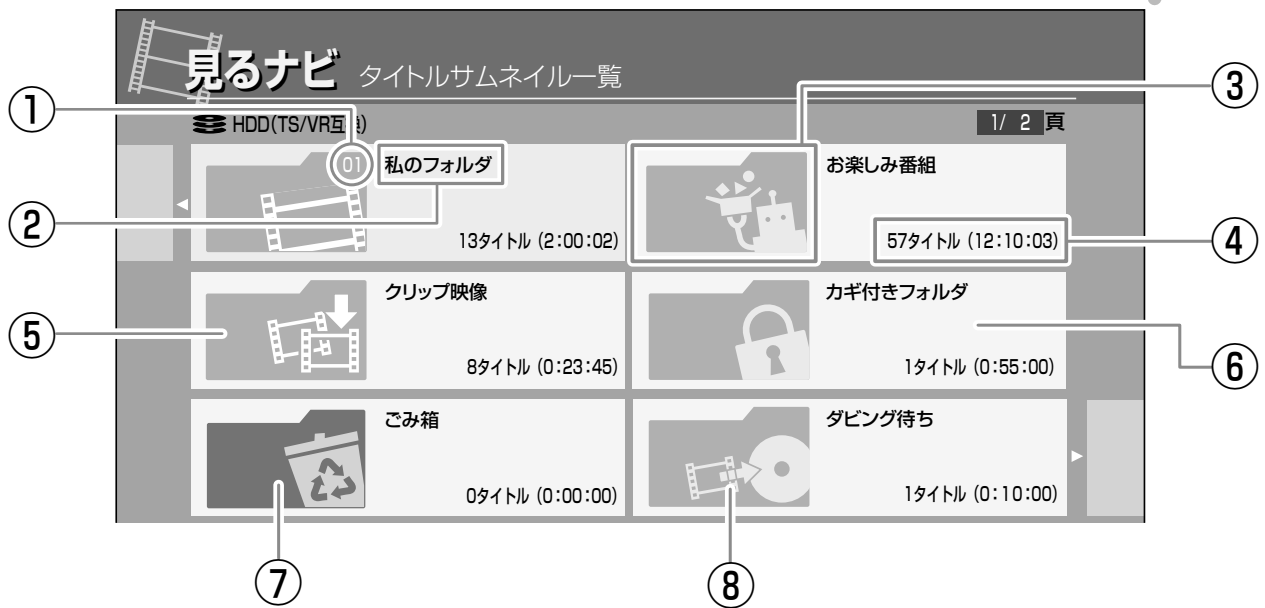 見るナビ タイトルサムネイル一覧
① ③
HDD(TS/VR互換) 1/ 2 頁
01 私のフォルダ お楽しみ番組
②
13タイトル (2:00:02) 57タイトル (12:10:03) ④
クリップ映像 カギ付きフォルダ
⑤
8タイトル (0:23:45) 1タイトル (0:55:00) ⑥
ごみ箱 ダビング待ち
0タイトル (0:00:00) 1タイトル (0:10:00)
⑦ ⑧